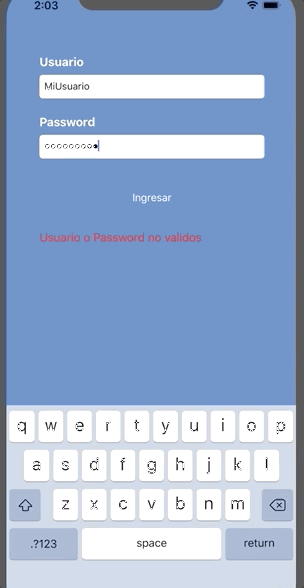 2:03
Usuario
MiUsuario
Password
Ingresar
Usuario o Password no validos
q w e r t y u i o p
a s d f g h j k l
z x c v b n m
.?123 space return